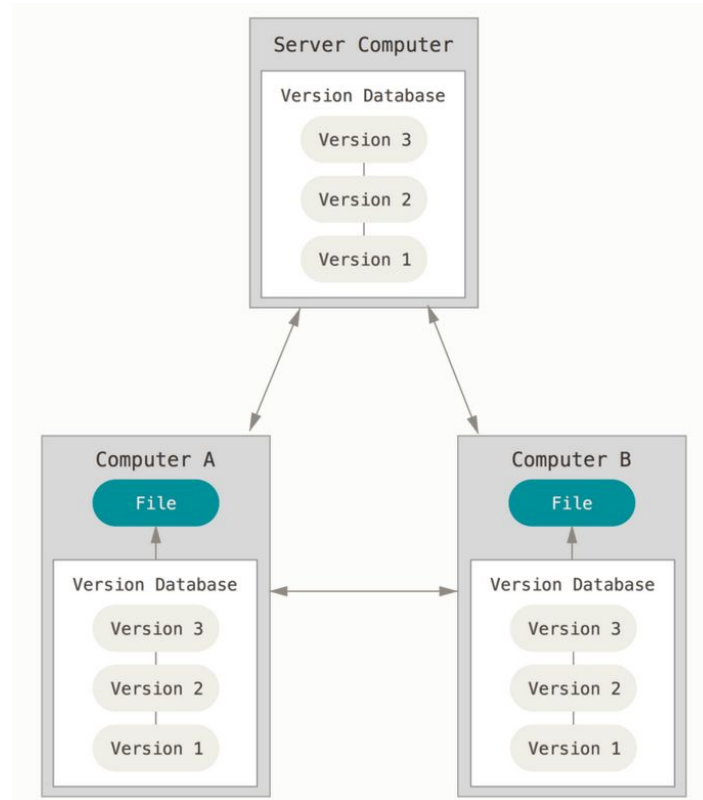 Server Computer
Version Database
Version 3
Version 2
Version 1
Computer A
File
Version Database
Version 3
Version 2
Version 1
Computer B
File
Version Database
Version 3
Version 2
Version 1